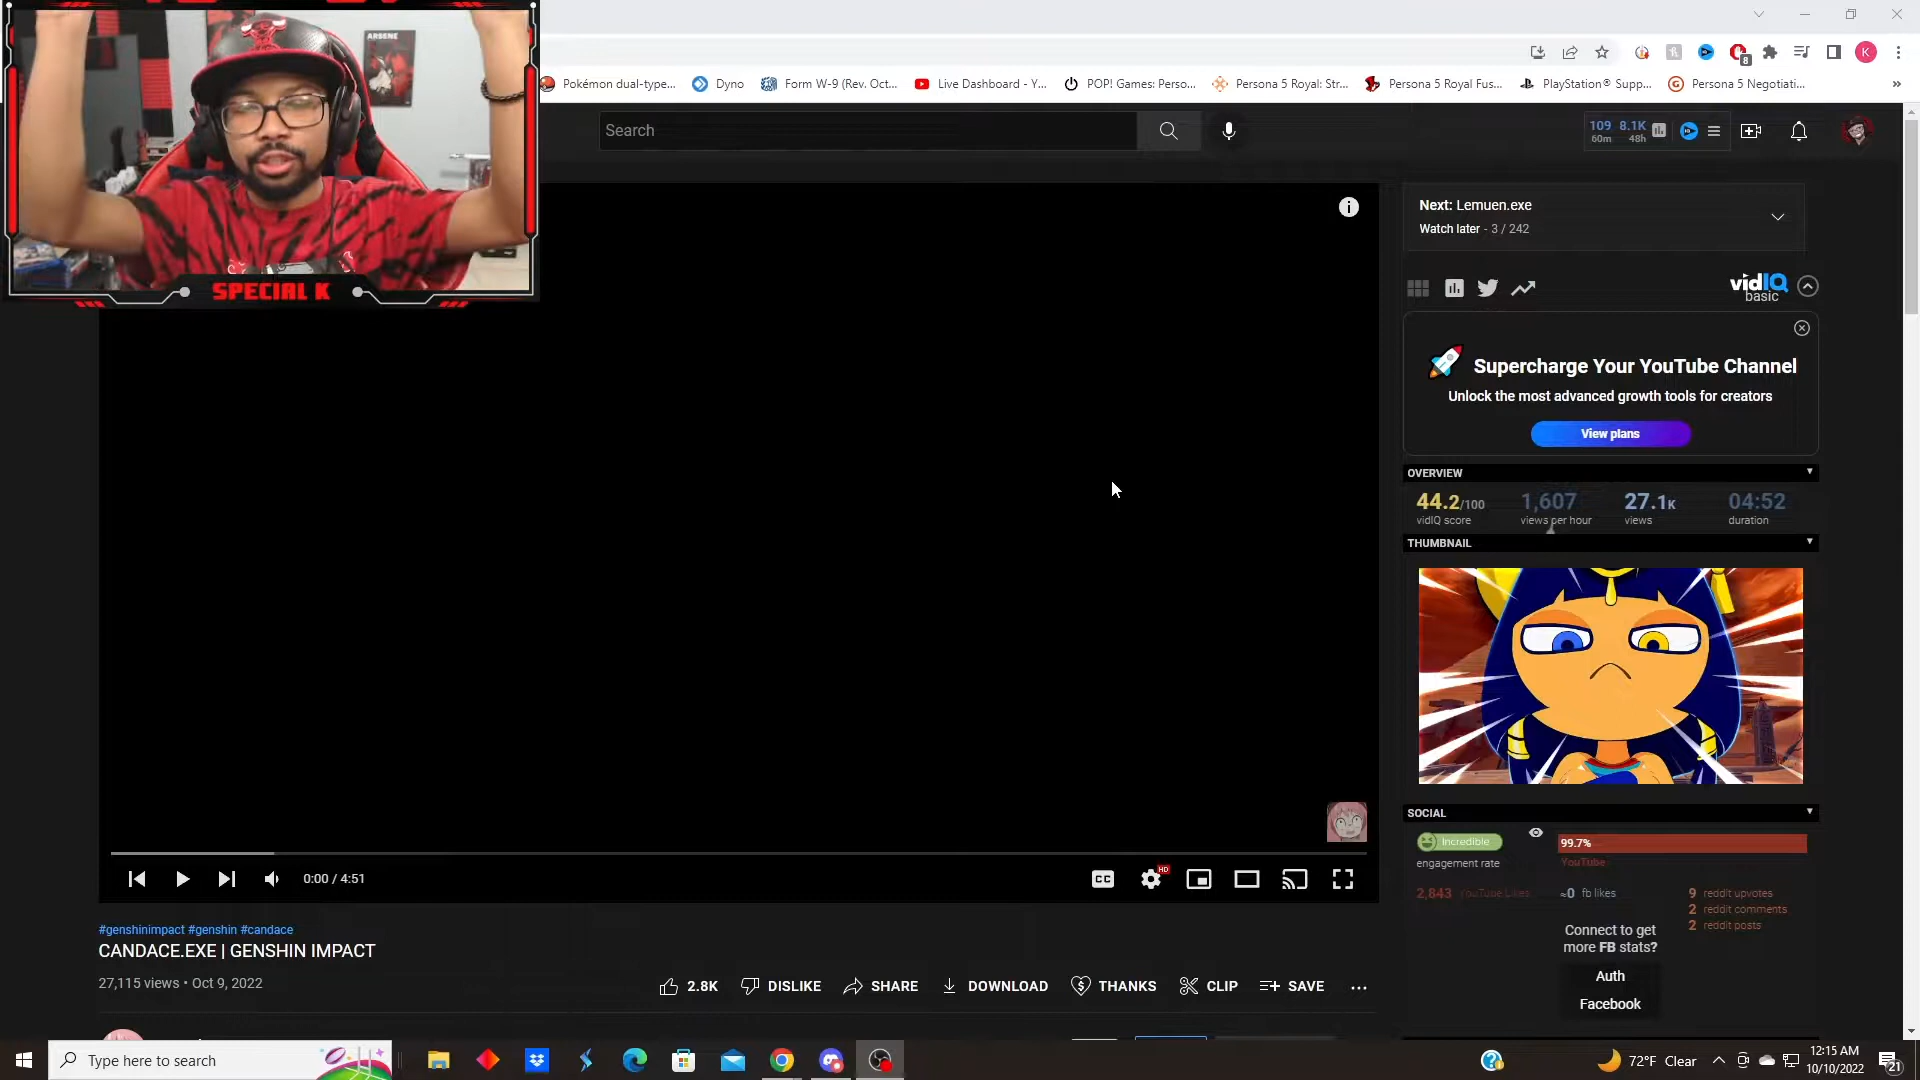 ARSENE
SPECIAL K
Pokémon dual-type...
Dyno
Form W-9 (Rev. Oct...
Live Dashboard - Y...
POP! Games: Perso...
Persona 5 Royal: Str...
Persona 5 Royal Fus...
PlayStation® Supp...
Persona 5 Negotiati...
»
8
K
Search
109 8.1K
60m 48h
Next: Lemuen.exe
Watch later - 3 / 242
vidIQ
basic
Supercharge Your YouTube Channel
Unlock the most advanced growth tools for creators
View plans
OVERVIEW
44.2/100 1,607 27.1K 04:52
vidIQ score views per hour views duration
THUMBNAIL
SOCIAL
Incredible
engagement rate
99.7%
YouTube
2,843 YouTube Likes
≈0 fb likes
9 reddit upvotes
2 reddit comments
2 reddit posts
Connect to get
more FB stats?
Auth
Facebook
0:00 / 4:51
CC
HD
#genshinimpact #genshin #candace
CANDACE.EXE | GENSHIN IMPACT
27,115 views • Oct 9, 2022
2.8K DISLIKE SHARE DOWNLOAD THANKS CLIP SAVE ...
Type here to search
72°F Clear
12:15 AM
10/10/2022
21